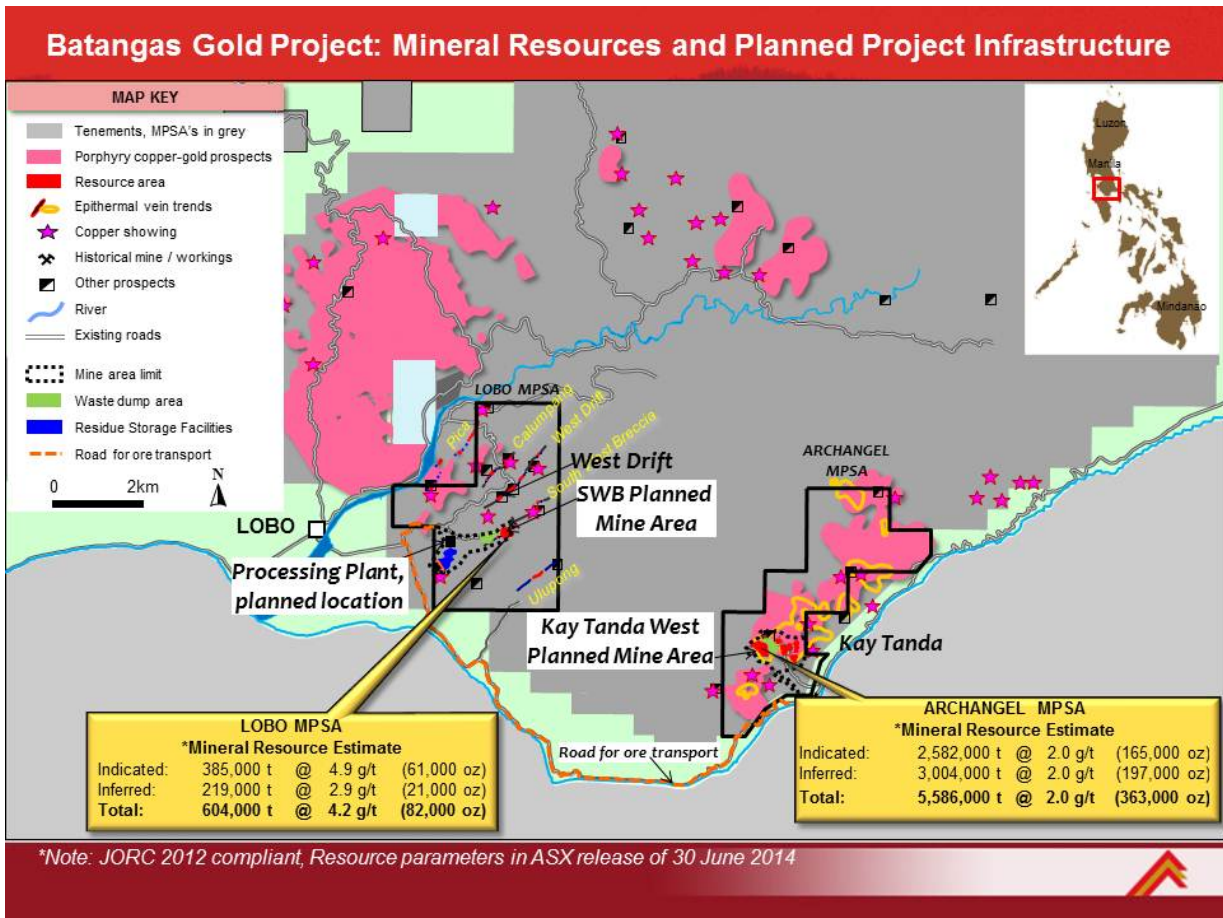 Batangas Gold Project: Mineral Resources and Planned Project Infrastructure
MAP KEY
Tenements, MPSA's in grey
Porphyry copper-gold prospects
Resource area
Epithermal vein trends
Copper showing
Historical mine / workings
Other prospects
River
Existing roads
Mine area limit
Waste dump area
Residue Storage Facilities
Road for ore transport
0 2km
N
Luzon
Manila
Mindanao
LOBO MPSA
Pica
Calumpang
West Drift
South West Breccia
West Drift
SWB Planned
Mine Area
ARCHANGEL
MPSA
LOBO
Processing Plant,
planned location
Ulupong
Kay Tanda West
Planned Mine Area
Kay Tanda
Road for ore transport
LOBO MPSA
*Mineral Resource Estimate
Indicated: 385,000 t @ 4.9 g/t (61,000 oz)
Inferred: 219,000 t @ 2.9 g/t (21,000 oz)
Total: 604,000 t @ 4.2 g/t (82,000 oz)
ARCHANGEL MPSA
*Mineral Resource Estimate
Indicated: 2,582,000 t @ 2.0 g/t (165,000 oz)
Inferred: 3,004,000 t @ 2.0 g/t (197,000 oz)
Total: 5,586,000 t @ 2.0 g/t (363,000 oz)
*Note: JORC 2012 compliant, Resource parameters in ASX release of 30 June 2014